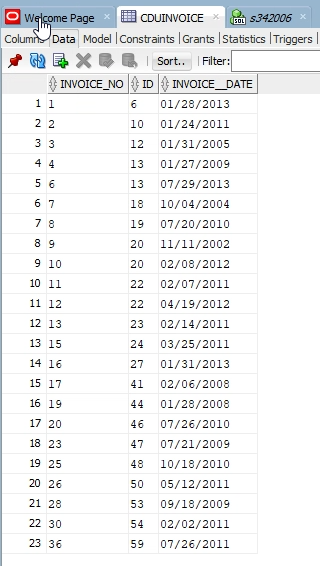 Welcome Page CDUINVOICE s342006
Columns Data Model Constraints Grants Statistics Triggers
Sort.. Filter:
INVOICE_NO ID INVOICE__DATE
1 1 6 01/28/2013
2 2 10 01/24/2011
3 3 12 01/31/2005
4 4 13 01/27/2009
5 6 13 07/29/2013
6 7 18 10/04/2004
7 8 19 07/20/2010
8 9 20 11/11/2002
9 10 20 02/08/2012
10 11 22 02/07/2011
11 12 22 04/19/2012
12 13 23 02/14/2011
13 15 24 03/25/2011
14 16 27 01/31/2013
15 17 41 02/06/2008
16 19 44 01/28/2008
17 20 46 07/26/2010
18 23 47 07/21/2009
19 25 48 10/18/2010
20 26 50 05/12/2011
21 28 53 09/18/2009
22 30 54 02/02/2011
23 36 59 07/26/2011